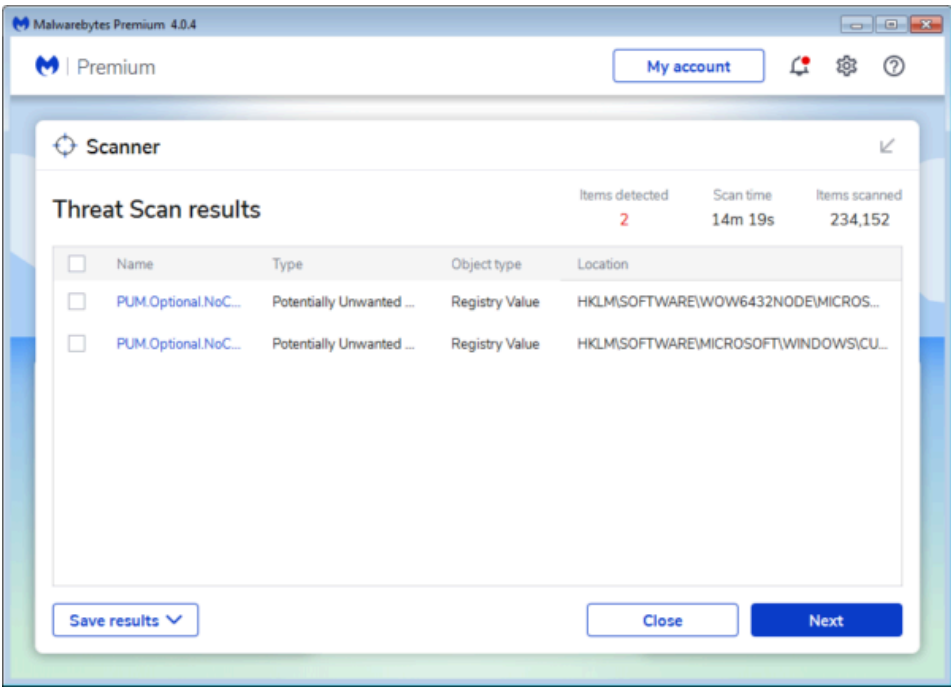 Malwarebytes Premium 4.0.4
Premium
My account
Scanner
Threat Scan results
Items detected Scan time Items scanned
2 14m 19s 234,152
Name Type Object type Location
PUM.Optional.NoC... Potentially Unwanted ... Registry Value HKLM\SOFTWARE\WOW6432NODE\MICROS...
PUM.Optional.NoC... Potentially Unwanted ... Registry Value HKLM\SOFTWARE\MICROSOFT\WINDOWS\CU...
Save results Close Next